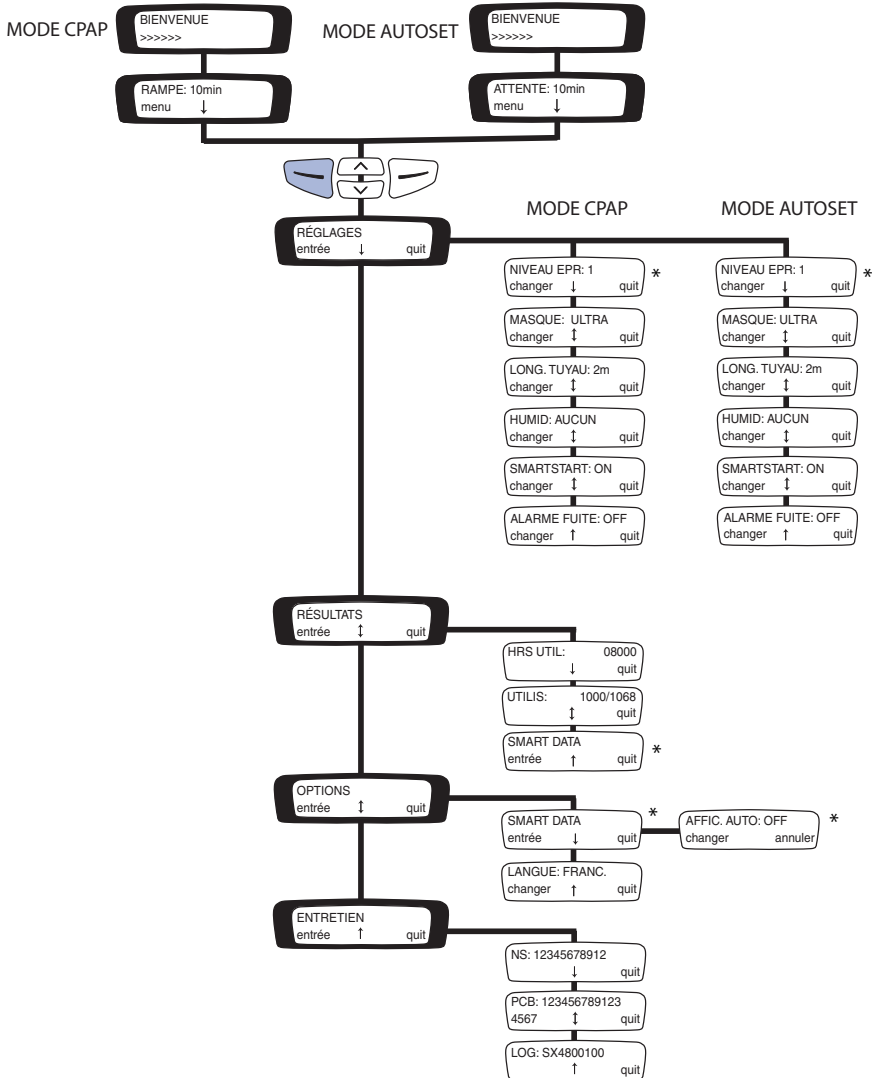 MODE CPAP
BIENVENUE
>>>>>>
MODE AUTOSET
BIENVENUE
>>>>>>
RAMPE: 10min
menu ↓
ATTENTE: 10min
menu ↓
RÉGLAGES
entrée ↓ quit
MODE CPAP
NIVEAU EPR: 1 *
changer ↓ quit
MASQUE: ULTRA
changer ↕ quit
LONG. TUYAU: 2m
changer ↕ quit
HUMID: AUCUN
changer ↕ quit
SMARTSTART: ON
changer ↕ quit
ALARME FUITE: OFF
changer ↑ quit
MODE AUTOSET
NIVEAU EPR: 1 *
changer ↓ quit
MASQUE: ULTRA
changer ↕ quit
LONG. TUYAU: 2m
changer ↕ quit
HUMID: AUCUN
changer ↕ quit
SMARTSTART: ON
changer ↕ quit
ALARME FUITE: OFF
changer ↑ quit
RÉSULTATS
entrée ↕ quit
HRS UTIL: 08000
↓ quit
UTILIS: 1000/1068
↕ quit
SMART DATA *
entrée ↑ quit
OPTIONS
entrée ↕ quit
SMART DATA *
entrée ↓ quit
AFFIC. AUTO: OFF *
changer annuler
LANGUE: FRANC.
changer ↑ quit
ENTRETIEN
entrée ↑ quit
NS: 12345678912
↓ quit
PCB: 123456789123
4567 ↕ quit
LOG: SX4800100
↑ quit